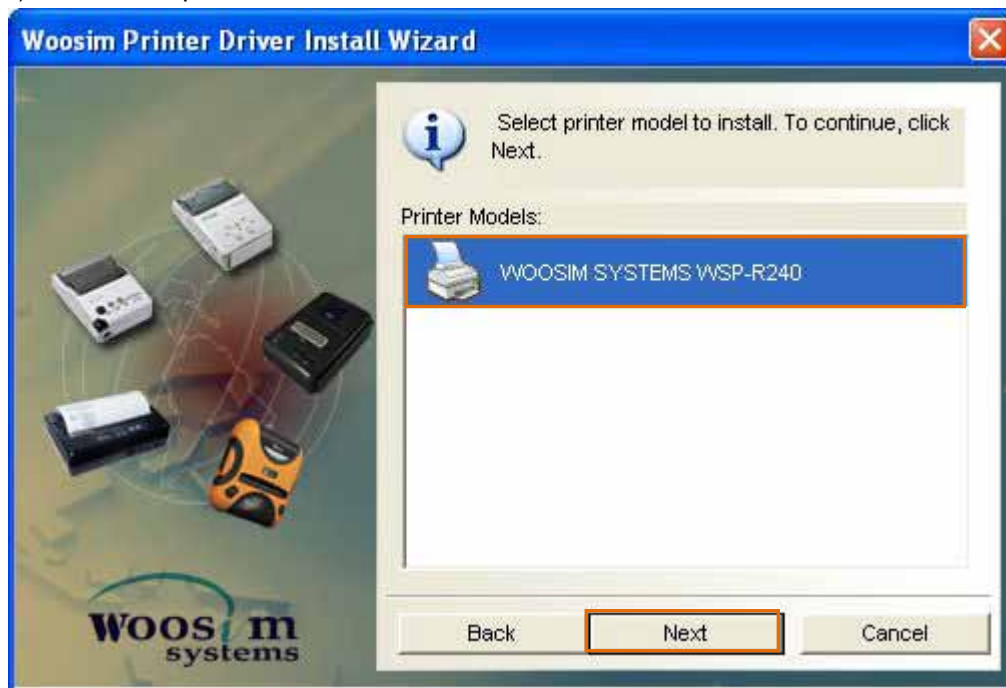 Woosim Printer Driver Install Wizard
Select printer model to install. To continue, click
Next.
Printer Models:
WOOSIM SYSTEMS WSP-R240
Woosim
systems
Back Next Cancel